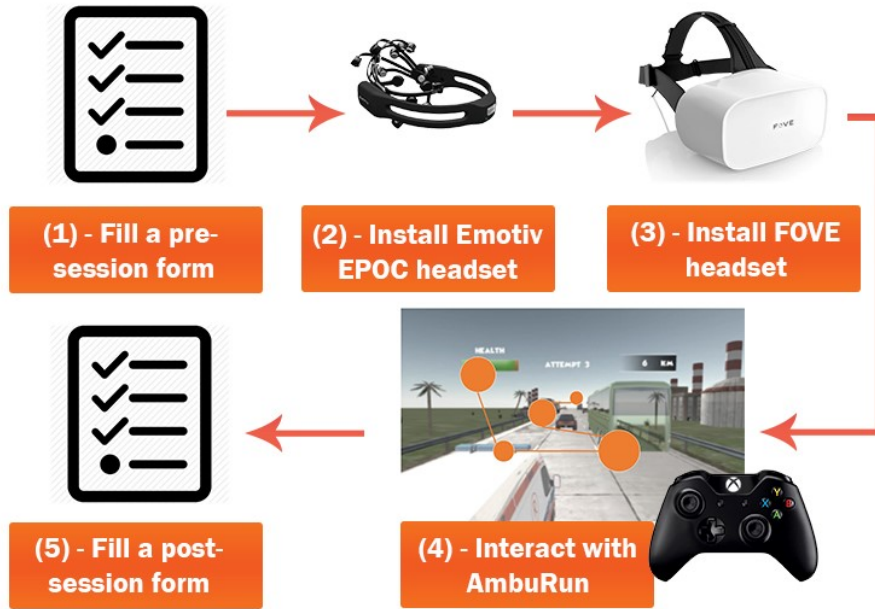 FOVE
(1) - Fill a pre-
session form
(2) - Install Emotiv
EPOC headset
(3) - Install FOVE
headset
HEALTH
ATTEMPT 3
6 KM
Y
X
B
A
(5) - Fill a post-
session form
(4) - Interact with
AmbuRun